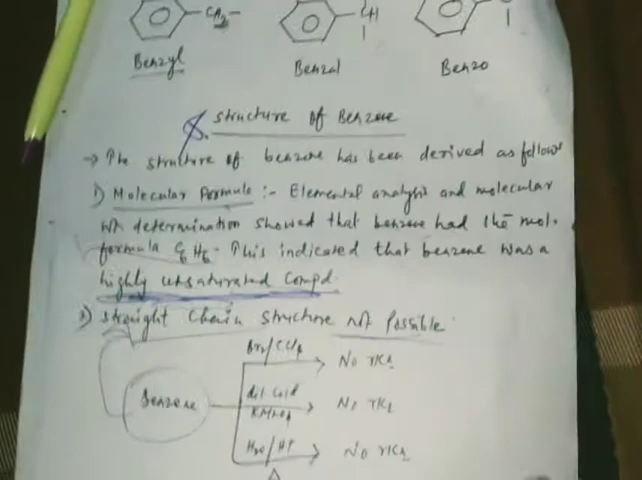 CH2-
CH
Benzyl
Benzal
Benzo
Structure of Benzene
→ The structure of benzene has been derived as follows
1) Molecular Formula :- Elemental analysis and molecular
wt determination showed that benzene had the mol.
formula C6H6. This indicated that benzene was a
highly unsaturated Compd.
2) Straight Chain structure not Possible
Br2/CCl4 No rxn
Benzene
dil cold
KMnO4 No rxn
H2O/H+ No rxn
Δ